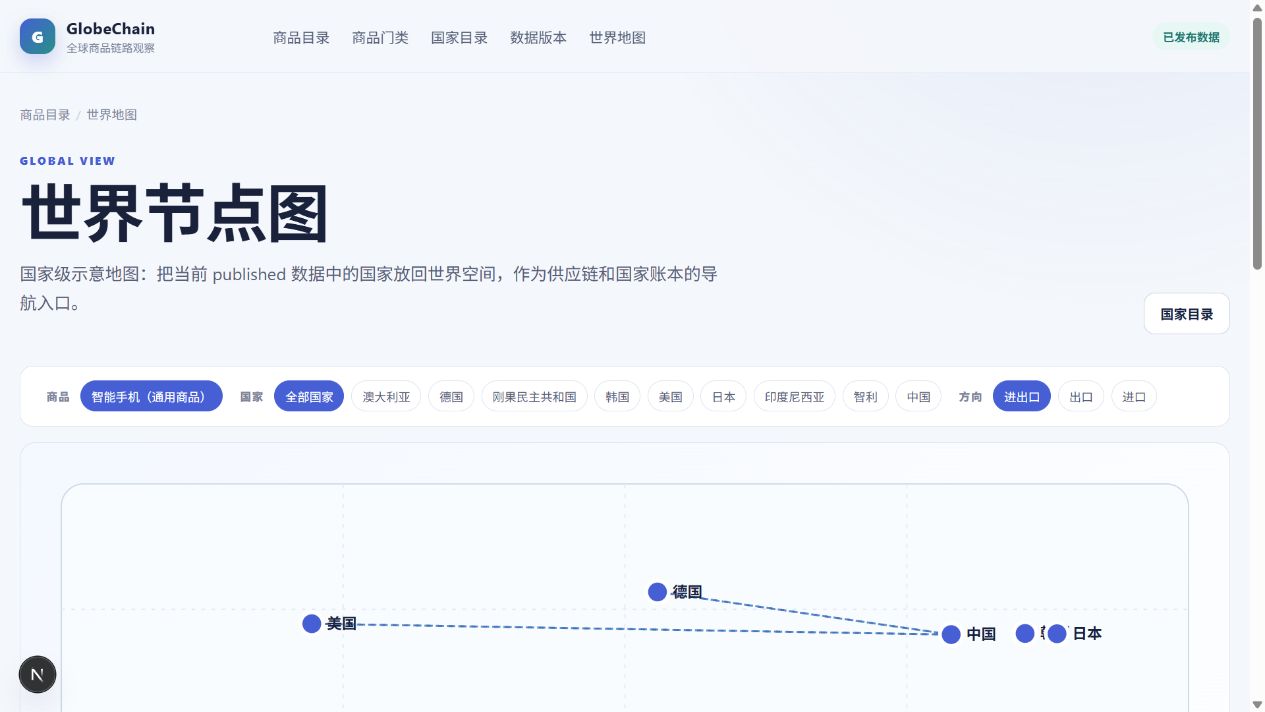 G
GlobeChain
全球商品链路观察
商品目录 商品门类 国家目录 数据版本 世界地图
已发布数据
商品目录 / 世界地图
GLOBAL VIEW
世界节点图
国家级示意地图：把当前 published 数据中的国家放回世界空间，作为供应链和国家账本的导
航入口。
国家目录
商品 智能手机（通用商品） 国家 全部国家 澳大利亚 德国 刚果民主共和国 韩国 美国 日本 印度尼西亚 智利 中国 方向 进出口 出口 进口
德国
美国
中国
日本
N